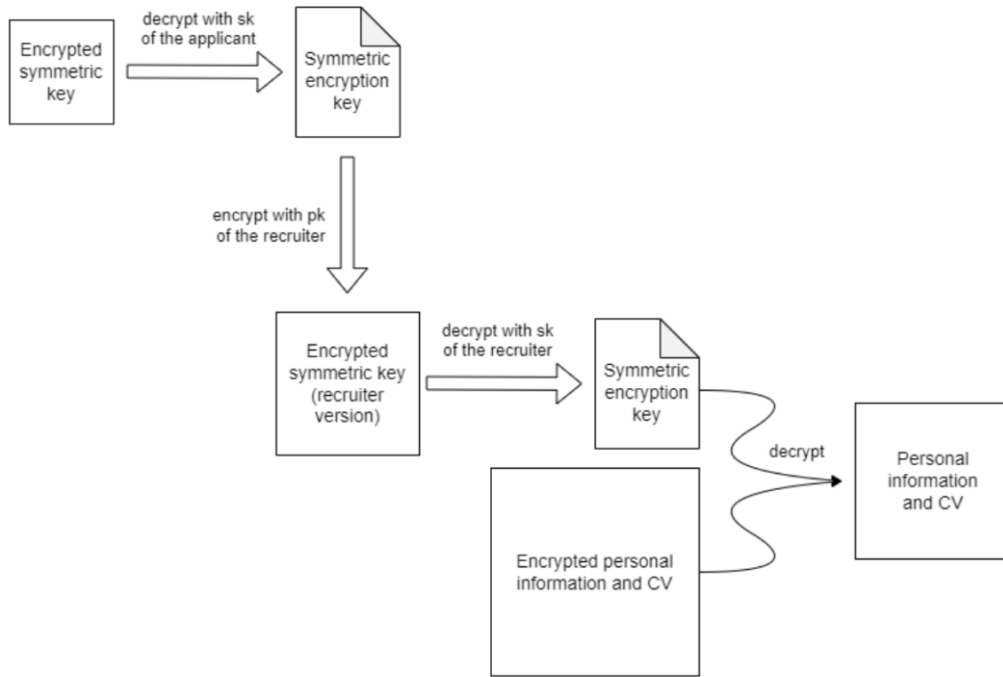 decrypt with sk
of the applicant
Encrypted
symmetric
key
Symmetric
encryption
key
encrypt with pk
of the recruiter
Encrypted
symmetric key
(recruiter
version)
decrypt with sk
of the recruiter
Symmetric
encryption
key
decrypt
Personal
information
and CV
Encrypted personal
information and CV